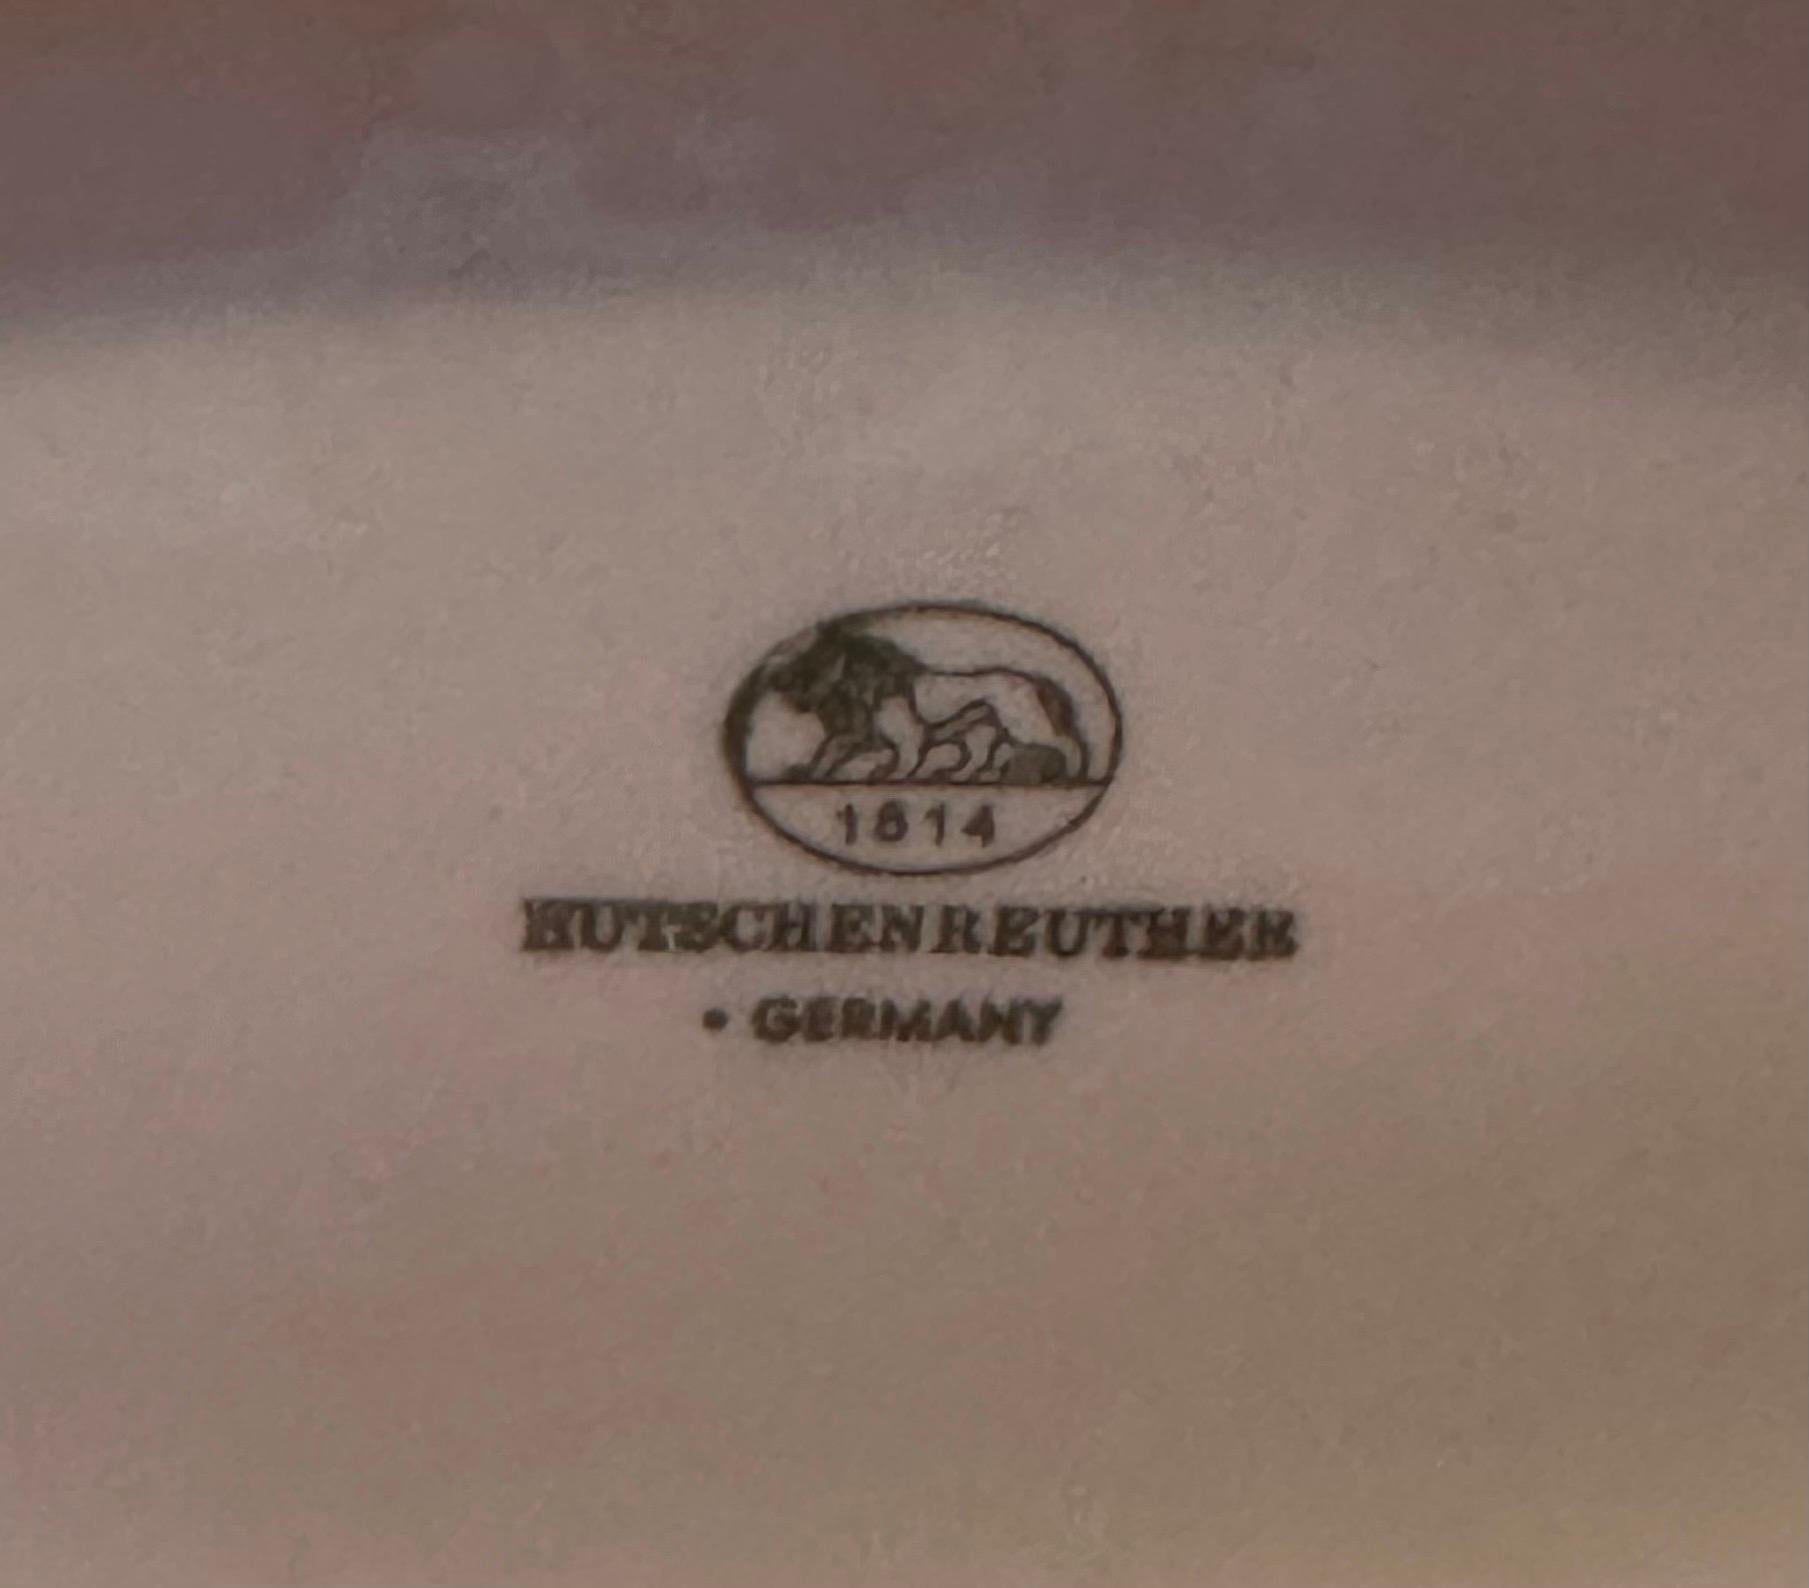 1814
HUTSCHENREUTHER
• GERMANY